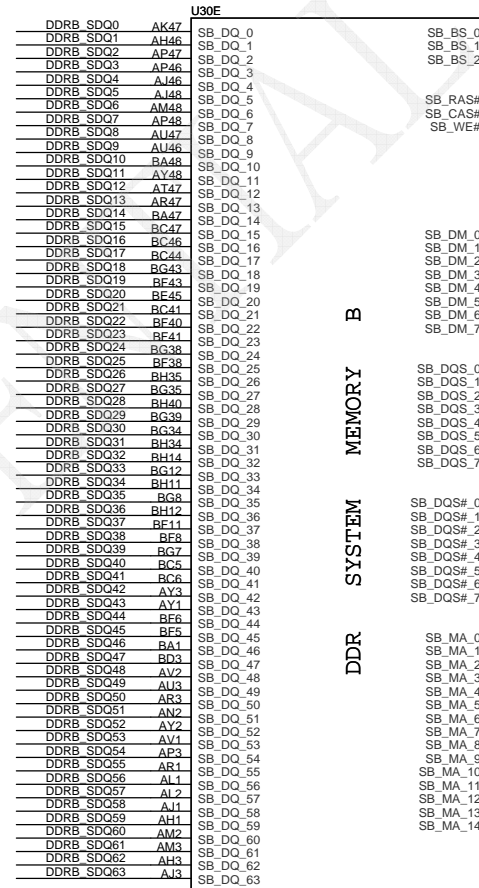 U30E
DDRB_SDQ0 AK47 SB_DQ_0 SB_BS_0
DDRB_SDQ1 AH46 SB_DQ_1 SB_BS_1
DDRB_SDQ2 AP47 SB_DQ_2 SB_BS_2
DDRB_SDQ3 AP46 SB_DQ_3
DDRB_SDQ4 AJ46 SB_DQ_4
DDRB_SDQ5 AJ48 SB_DQ_5 SB_RAS#
DDRB_SDQ6 AM48 SB_DQ_6 SB_CAS#
DDRB_SDQ7 AP48 SB_DQ_7 SB_WE#
DDRB_SDQ8 AU47 SB_DQ_8
DDRB_SDQ9 AU46 SB_DQ_9
DDRB_SDQ10 BA48 SB_DQ_10
DDRB_SDQ11 AY48 SB_DQ_11
DDRB_SDQ12 AT47 SB_DQ_12
DDRB_SDQ13 AR47 SB_DQ_13
DDRB_SDQ14 BA47 SB_DQ_14
DDRB_SDQ15 BC47 SB_DQ_15 SB_DM_0
DDRB_SDQ16 BC46 SB_DQ_16 SB_DM_1
DDRB_SDQ17 BC44 SB_DQ_17 SB_DM_2
DDRB_SDQ18 BG43 SB_DQ_18 SB_DM_3
DDRB_SDQ19 BF43 SB_DQ_19 SB_DM_4
DDRB_SDQ20 BE45 SB_DQ_20 SB_DM_5
DDRB_SDQ21 BC41 SB_DQ_21 SB_DM_6
DDRB_SDQ22 BF40 SB_DQ_22 SB_DM_7
DDRB_SDQ23 BF41 SB_DQ_23
DDRB_SDQ24 BG38 SB_DQ_24
DDRB_SDQ25 BF38 SB_DQ_25 SB_DQS_0
DDRB_SDQ26 BH35 SB_DQ_26 SB_DQS_1
DDRB_SDQ27 BG35 SB_DQ_27 SB_DQS_2
DDRB_SDQ28 BH40 SB_DQ_28 SB_DQS_3
DDRB_SDQ29 BG39 SB_DQ_29 SB_DQS_4
DDRB_SDQ30 BG34 SB_DQ_30 SB_DQS_5
DDRB_SDQ31 BH34 SB_DQ_31 SB_DQS_6
DDRB_SDQ32 BH14 SB_DQ_32 SB_DQS_7
DDRB_SDQ33 BG12 SB_DQ_33
DDRB_SDQ34 BH11 SB_DQ_34
DDRB_SDQ35 BG8 SB_DQ_35 SB_DQS#_0
DDRB_SDQ36 BH12 SB_DQ_36 SB_DQS#_1
DDRB_SDQ37 BF11 SB_DQ_37 SB_DQS#_2
DDRB_SDQ38 BF8 SB_DQ_38 SB_DQS#_3
DDRB_SDQ39 BG7 SB_DQ_39 SB_DQS#_4
DDRB_SDQ40 BC5 SB_DQ_40 SB_DQS#_5
DDRB_SDQ41 BC6 SB_DQ_41 SB_DQS#_6
DDRB_SDQ42 AY3 SB_DQ_42 SB_DQS#_7
DDRB_SDQ43 AY1 SB_DQ_43
DDRB_SDQ44 BF6 SB_DQ_44
DDRB_SDQ45 BF5 SB_DQ_45 SB_MA_0
DDRB_SDQ46 BA1 SB_DQ_46 SB_MA_1
DDRB_SDQ47 BD3 SB_DQ_47 SB_MA_2
DDRB_SDQ48 AV2 SB_DQ_48 SB_MA_3
DDRB_SDQ49 AU3 SB_DQ_49 SB_MA_4
DDRB_SDQ50 AR3 SB_DQ_50 SB_MA_5
DDRB_SDQ51 AN2 SB_DQ_51 SB_MA_6
DDRB_SDQ52 AY2 SB_DQ_52 SB_MA_7
DDRB_SDQ53 AV1 SB_DQ_53 SB_MA_8
DDRB_SDQ54 AP3 SB_DQ_54 SB_MA_9
DDRB_SDQ55 AR1 SB_DQ_55 SB_MA_10
DDRB_SDQ56 AL1 SB_DQ_56 SB_MA_11
DDRB_SDQ57 AL2 SB_DQ_57 SB_MA_12
DDRB_SDQ58 AJ1 SB_DQ_58 SB_MA_13
DDRB_SDQ59 AH1 SB_DQ_59 SB_MA_14
DDRB_SDQ60 AM2 SB_DQ_60
DDRB_SDQ61 AM3 SB_DQ_61
DDRB_SDQ62 AH3 SB_DQ_62
DDRB_SDQ63 AJ3 SB_DQ_63
DDR SYSTEM MEMORY B